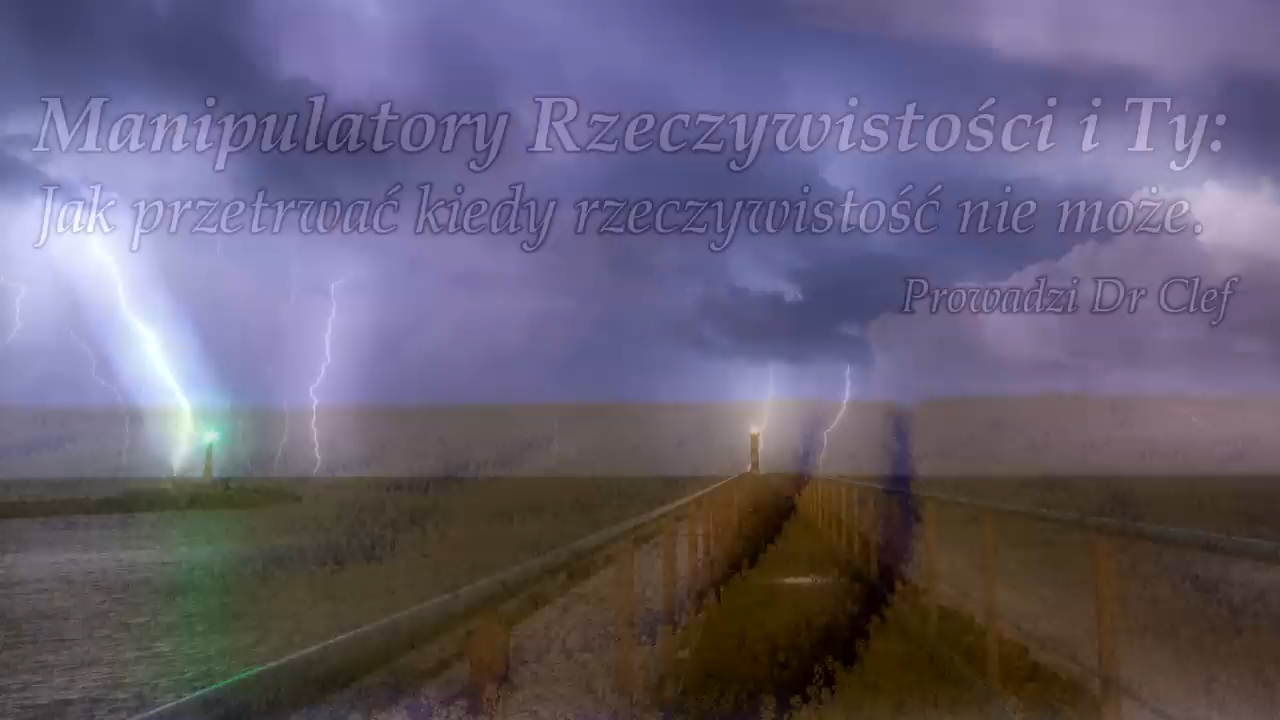 Manipulatory Rzeczywistości i Ty:
Jak przetrwać kiedy rzeczywistość nie może.
Prowadzi Dr Clef